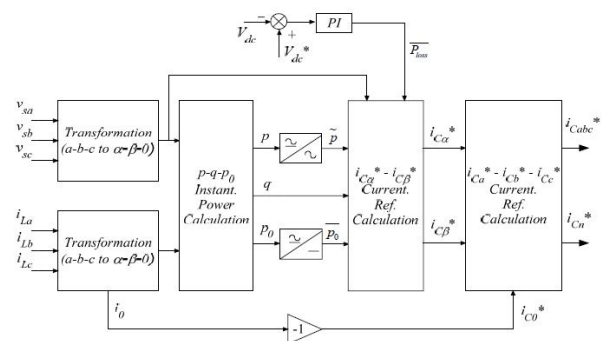 V_dc
−
+
V_dc*
PI
P̅_loss
v_sa
v_sb
v_sc
Transformation
(a-b-c to α-β-0)
i_La
i_Lb
i_Lc
Transformation
(a-b-c to α-β-0)
p-q-p_0
Instant.
Power
Calculation
p
p̃
q
p_0
p̅_0
i_Cα* - i_Cβ*
Current.
Ref.
Calculation
i_Cα*
i_Cβ*
i_Ca* - i_Cb* - i_Cc*
Current.
Ref.
Calculation
i_Cabc*
i_Cn*
i_0
-1
i_C0*